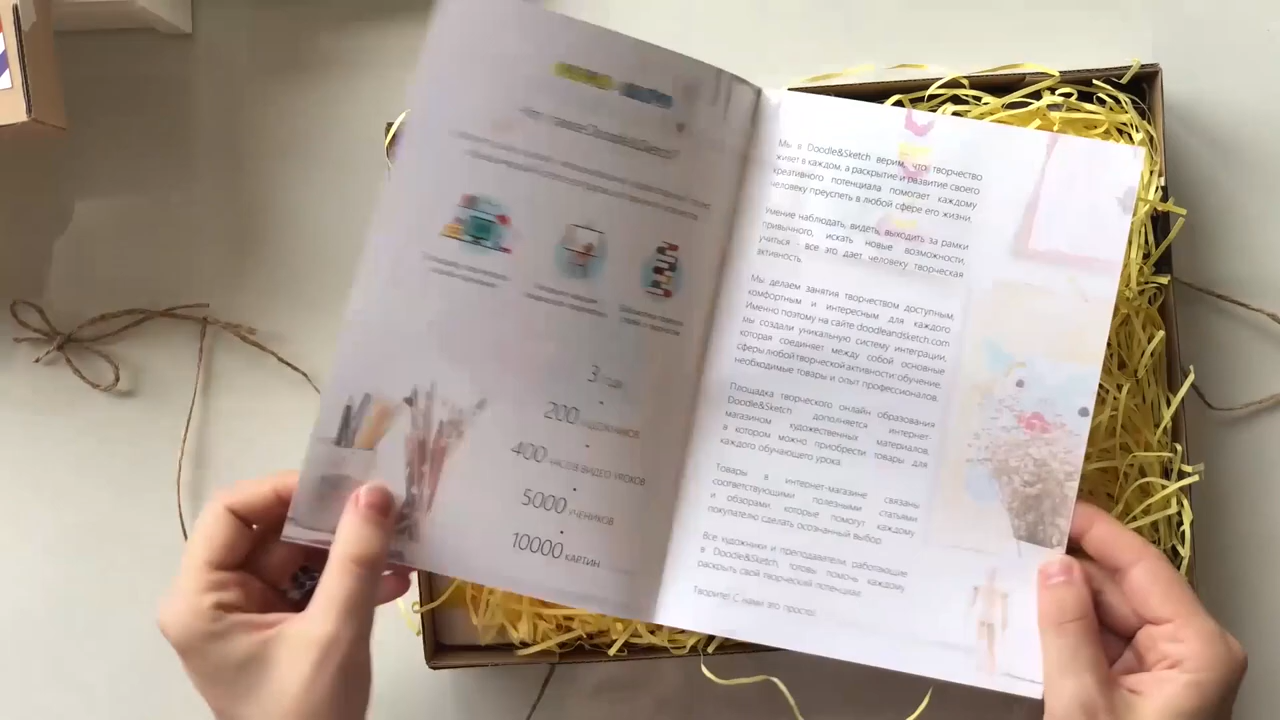 3 года
200 художников
400 часов видео-уроков
5000 учеников
10000 картин
Мы в Doodle&Sketch верим, что творчество
живет в каждом, а раскрытие и развитие своего
креативного потенциала помогает каждому
человеку преуспеть в любой сфере его жизни.
Умение наблюдать, видеть, выходить за рамки
привычного, искать новые возможности,
учиться - все это дает человеку творческая
активность.
Мы делаем занятия творчеством доступным,
комфортным и интересным для каждого.
Именно поэтому на сайте doodleandsketch.com
мы создали уникальную систему интеграции,
которая соединяет между собой основные
сферы любой творческой активности: обучение,
необходимые товары и опыт профессионалов.
Площадка творческого онлайн образования
Doodle&Sketch дополняется интернет-
магазином художественных материалов,
в котором можно приобрести товары для
каждого обучающего урока.
Товары в интернет-магазине связаны
соответствующими полезными статьями
и обзорами, которые помогут каждому
покупателю сделать осознанный выбор.
Все художники и преподаватели, работающие
в Doodle&Sketch, готовы помочь каждому
раскрыть свой творческий потенциал.
Творите! С нами это просто!